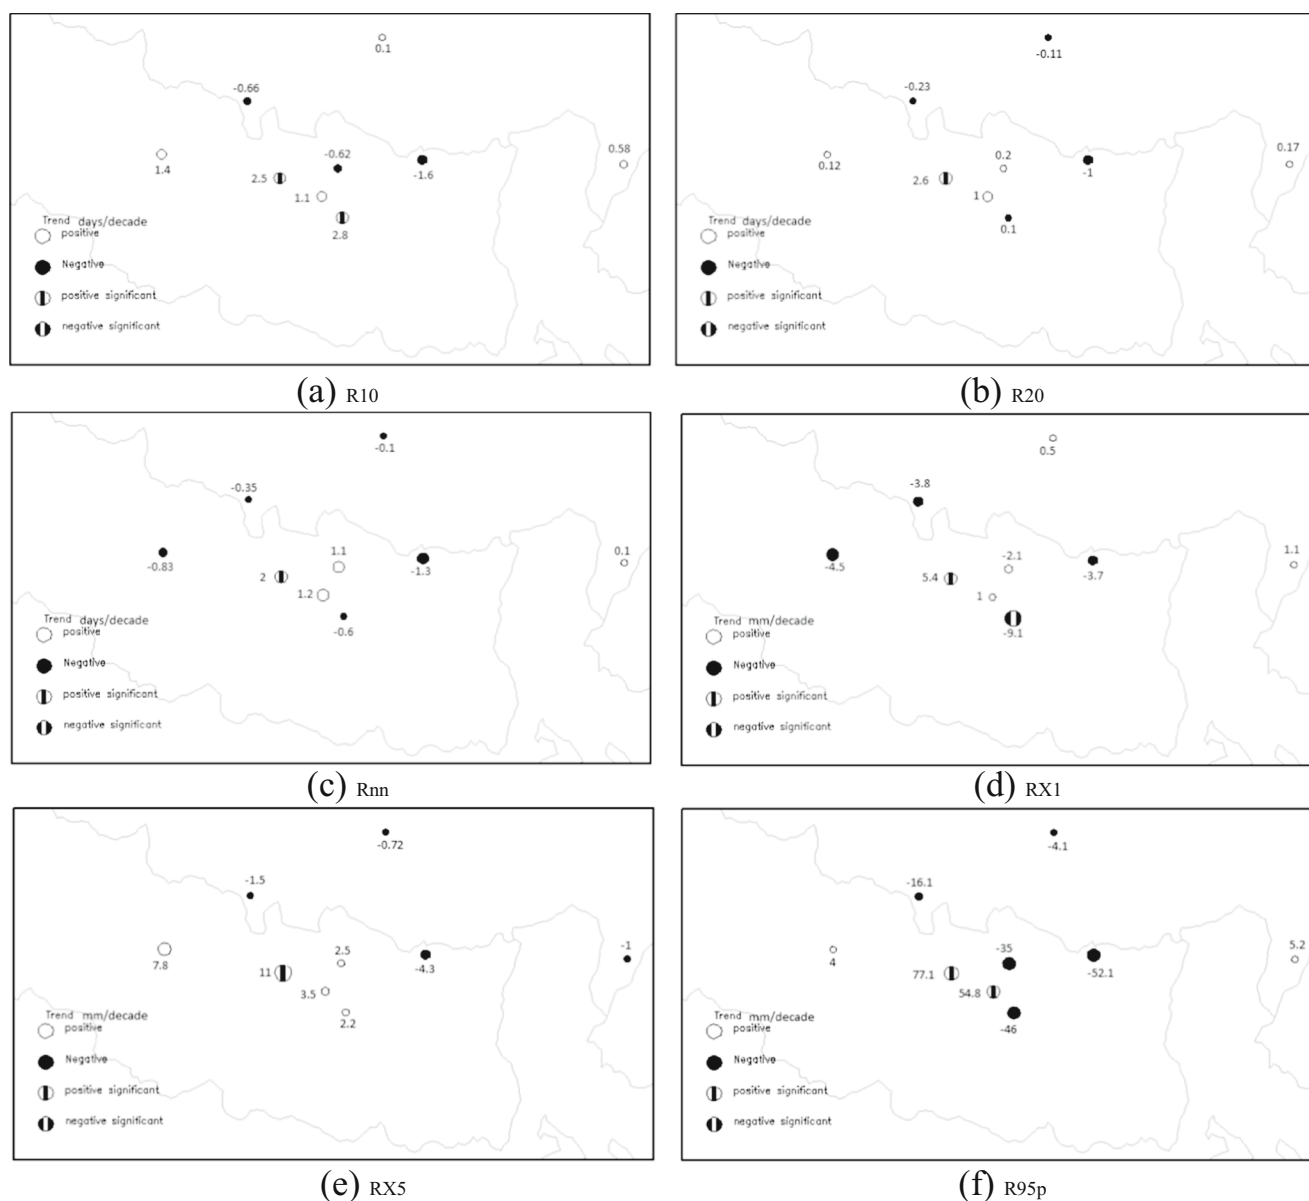 0.1
-0.66
-0.62
0.58
1.4
2.5
-1.6
1.1
2.8
Trend days/decade
positive
Negative
positive significant
negative significant
(a) R10
-0.11
-0.23
0.2
0.17
0.12
2.6
-1
1
0.1
Trend days/decade
positive
Negative
positive significant
negative significant
(b) R20
-0.1
-0.35
1.1
0.1
-0.83
2
-1.3
1.2
-0.6
Trend days/decade
positive
Negative
positive significant
negative significant
(c) Rnn
0.5
-3.8
-2.1
1.1
-4.5
5.4
-3.7
1
-9.1
Trend mm/decade
positive
Negative
positive significant
negative significant
(d) RX1
-0.72
-1.5
2.5
-1
7.8
11
-4.3
3.5
2.2
Trend mm/decade
positive
Negative
positive significant
negative significant
(e) RX5
-4.1
-16.1
-35
5.2
4
77.1
-52.1
54.8
-46
Trend mm/decade
positive
Negative
positive significant
negative significant
(f) R95p